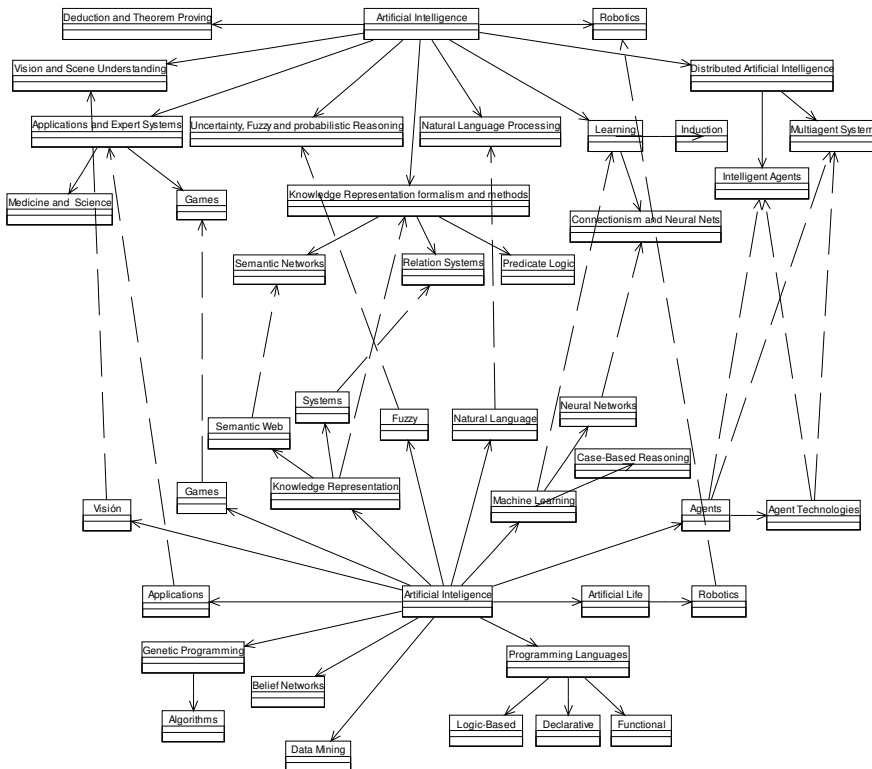 Deduction and Theorem Proving
Artificial Intelligence
Robotics
Vision and Scene Understanding
Distributed Artificial Intelligence
Applications and Expert Systems
Uncertainty, Fuzzy and probabilistic Reasoning
Natural Language Processing
Learning
Induction
Multiagent System
Medicine and Science
Games
Knowledge Representation formalism and methods
Intelligent Agents
Connectionism and Neural Nets
Semantic Networks
Relation Systems
Predicate Logic
Systems
Fuzzy
Natural Language
Neural Networks
Semantic Web
Case-Based Reasoning
Knowledge Representation
Games
Machine Learning
Visión
Agents
Agent Technologies
Applications
Artificial Inteligence
Artificial Life
Robotics
Genetic Programming
Programming Languages
Belief Networks
Algorithms
Logic-Based
Declarative
Functional
Data Mining